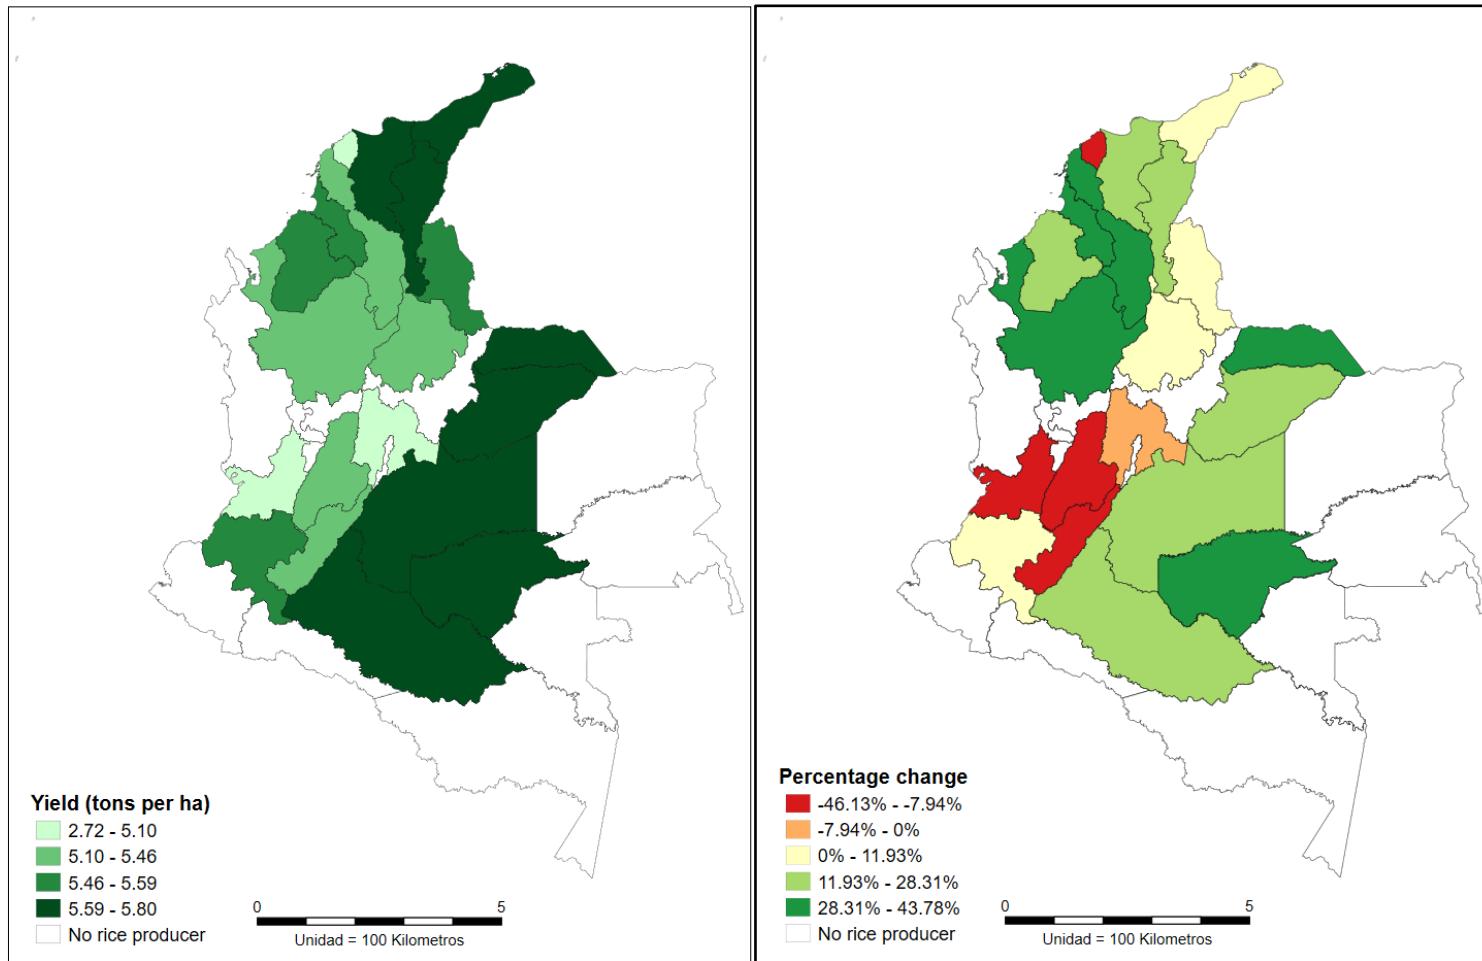 Yield (tons per ha)
2.72 - 5.10
5.10 - 5.46
5.46 - 5.59
5.59 - 5.80
No rice producer
0 5
Unidad = 100 Kilometros
Percentage change
-46.13% - -7.94%
-7.94% - 0%
0% - 11.93%
11.93% - 28.31%
28.31% - 43.78%
No rice producer
0 5
Unidad = 100 Kilometros